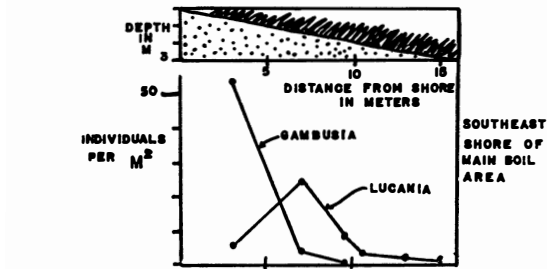 DEPTH
IN
M
3
5
10
15
DISTANCE FROM SHORE
IN METERS
50
INDIVIDUALS
PER M²
GAMBUSIA
LUCANIA
SOUTHEAST
SHORE OF
MAIN BOIL
AREA